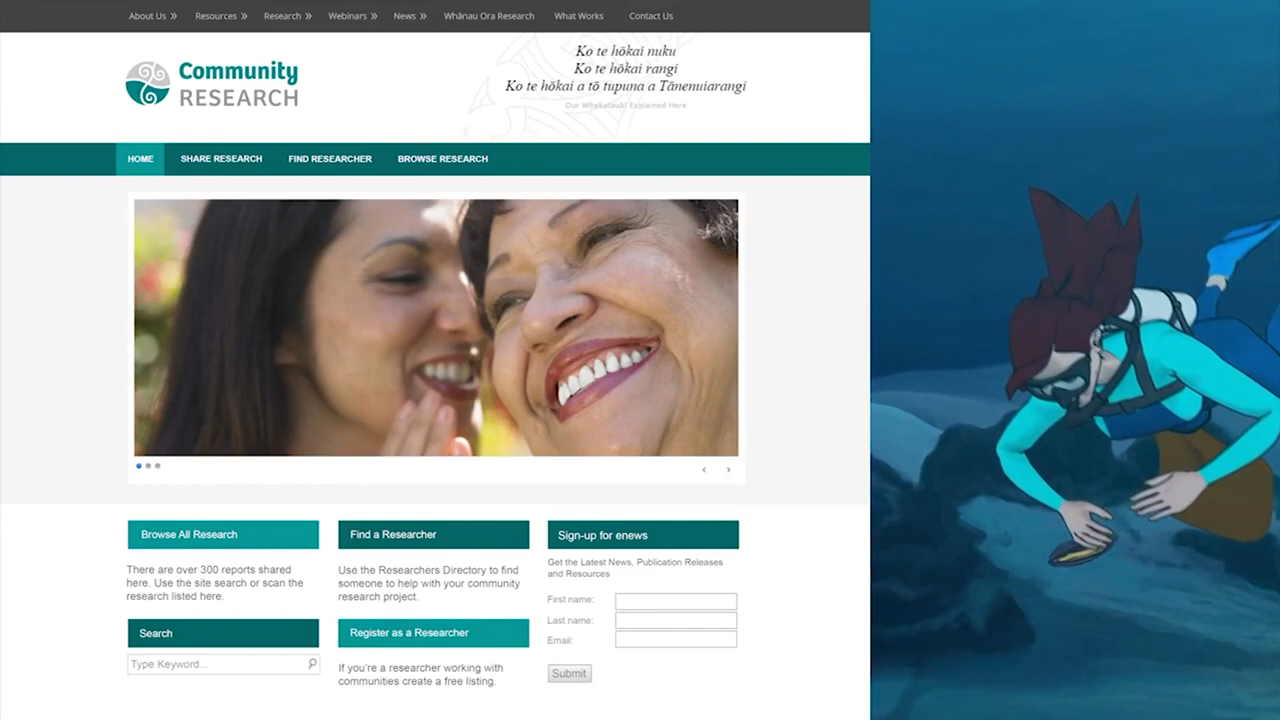 About Us » Resources » Research » Webinars » News » Whānau Ora Research What Works Contact Us
Community
RESEARCH
Ko te hōkai nuku
Ko te hōkai rangi
Ko te hōkai a tō tupuna a Tānenuiarangi
Our Whakataukī Explained Here
HOME SHARE RESEARCH FIND RESEARCHER BROWSE RESEARCH
Browse All Research
There are over 300 reports shared
here. Use the site search or scan the
research listed here.
Search
Type Keyword...
Find a Researcher
Use the Researchers Directory to find
someone to help with your community
research project.
Register as a Researcher
If you're a researcher working with
communities create a free listing.
Sign-up for enews
Get the Latest News, Publication Releases
and Resources
First name:
Last name:
Email:
Submit